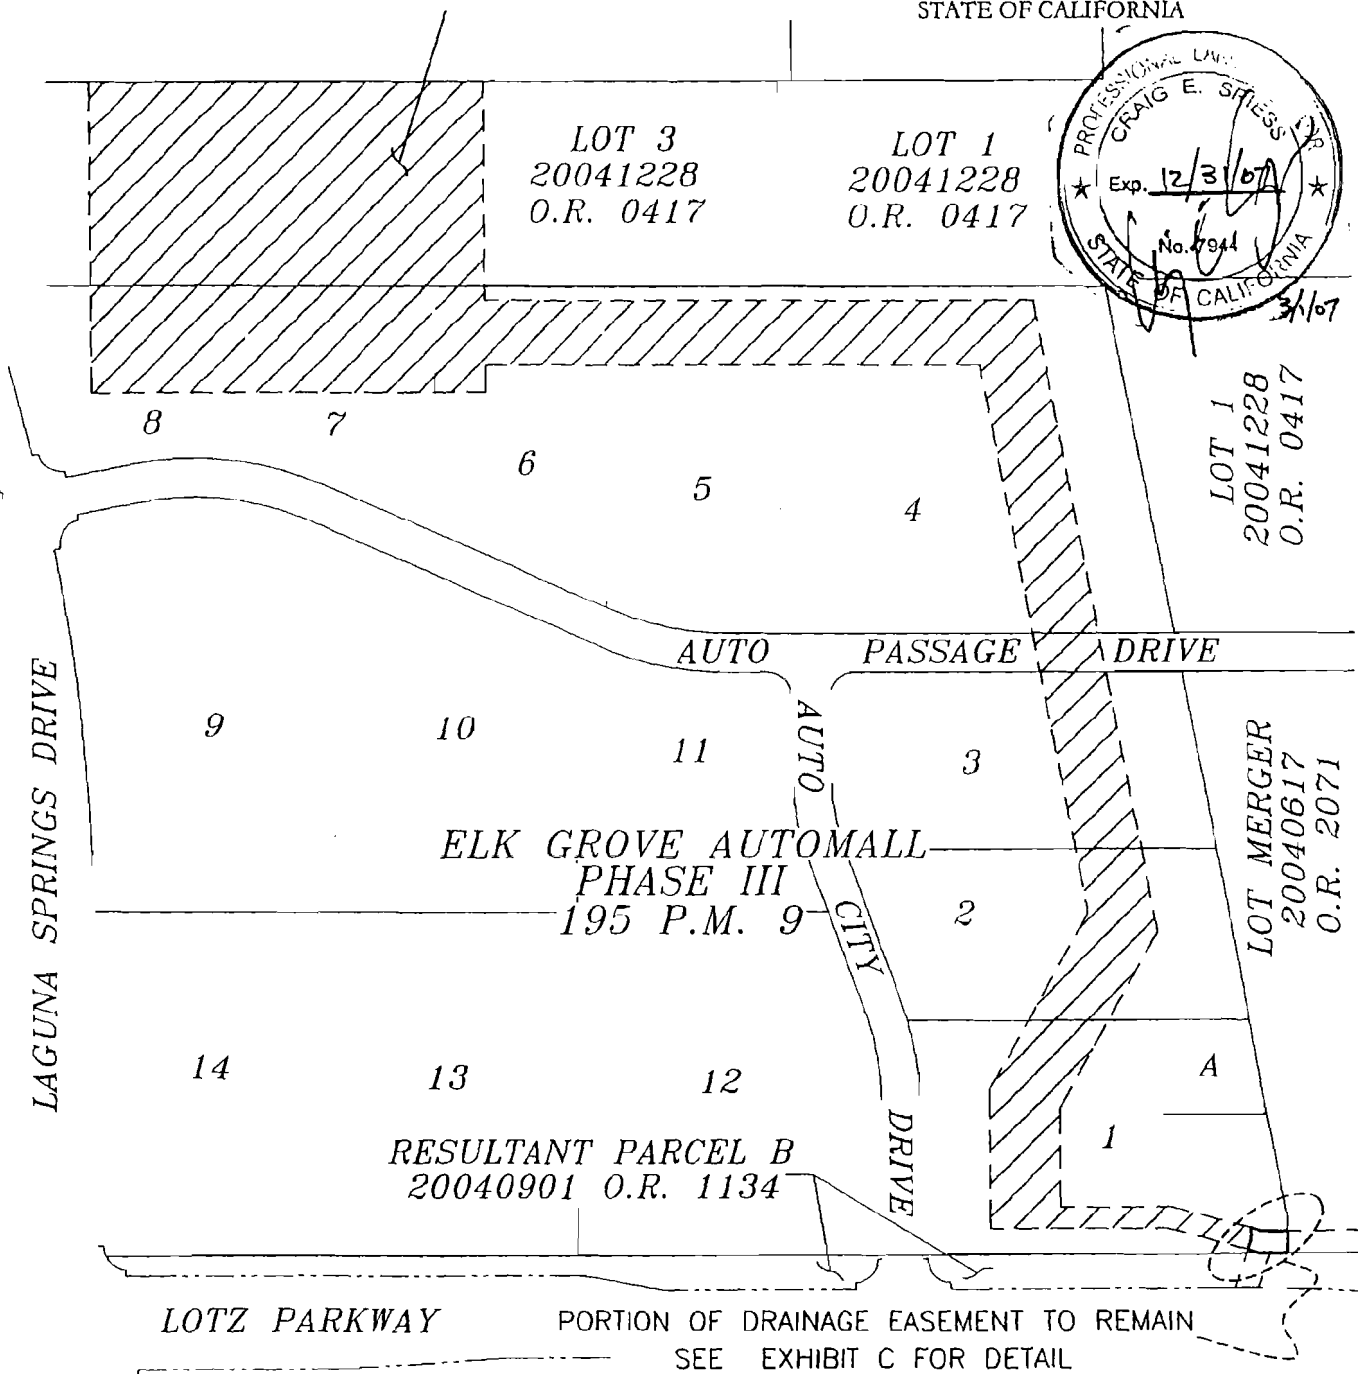 STATE OF CALIFORNIA
CRAIG E. SPIESS
Exp. 12/31/07
No. 7944
STATE OF CALIFORNIA
3/1/07
LOT 3
20041228
O.R. 0417
LOT 1
20041228
O.R. 0417
LOT 1
20041228
O.R. 0417
8
7
6
5
4
AUTO PASSAGE DRIVE
LAGUNA SPRINGS DRIVE
9
10
11
3
AUTO CITY DRIVE
LOT MERGER
20040617
O.R. 2071
ELK GROVE AUTOMALL
PHASE III
195 P.M. 9
2
14
13
12
A
1
RESULTANT PARCEL B
20040901 O.R. 1134
LOTZ PARKWAY
PORTION OF DRAINAGE EASEMENT TO REMAIN
SEE EXHIBIT C FOR DETAIL